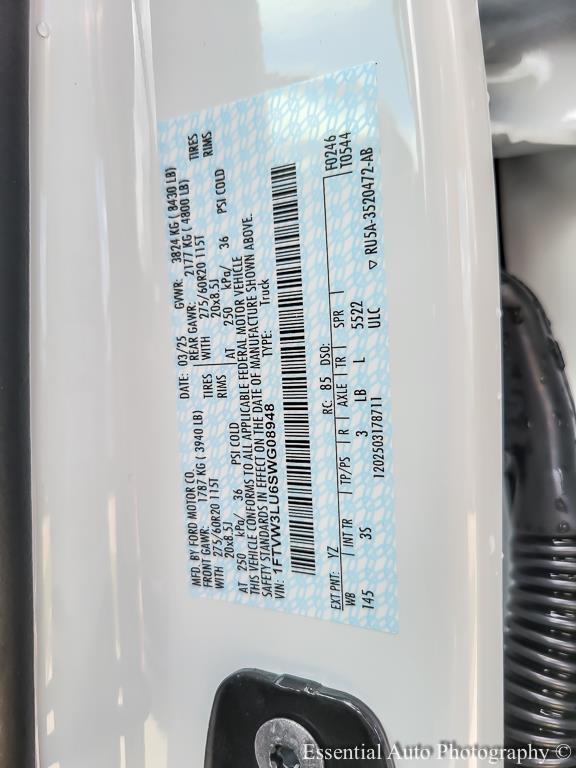 MFD. BY FORD MOTOR CO.
DATE: 03/25
GVWR: 3824 KG ( 8430 LB)
FRONT GAWR: 1787 KG ( 3940 LB)
REAR GAWR: 2177 KG ( 4800 LB)
WITH 275/60R20 115T TIRES
WITH 275/60R20 115T TIRES
20x8.5J RIMS
20x8.5J RIMS
AT 250 kPa/ 36 PSI COLD
AT 250 kPa/ 36 PSI COLD
THIS VEHICLE CONFORMS TO ALL APPLICABLE FEDERAL MOTOR VEHICLE
SAFETY STANDARDS IN EFFECT ON THE DATE OF MANUFACTURE SHOWN ABOVE.
VIN: 1FTVW3LU6SWG08948
TYPE: Truck
F0246
T0544
EXT PNT: YZ RC: 85 DSO:
WB INT TR TP/PS R AXLE TR SPR
145 3S 3 LB L 5522
ULC
1202503178711
▽ RU5A-3520472-AB
Essential Auto Photography ©